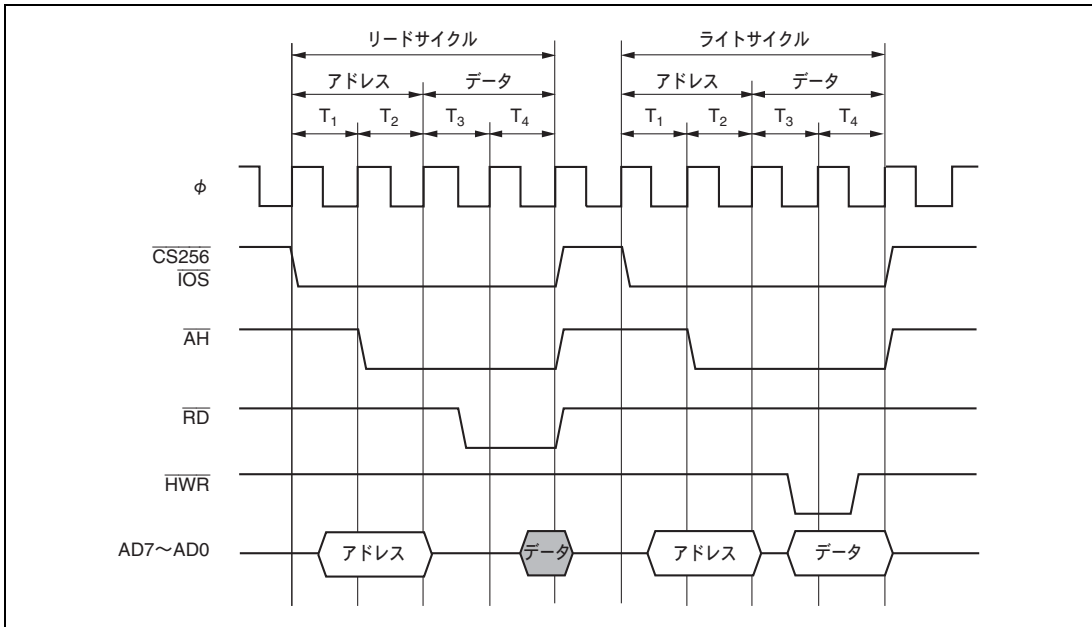 リードサイクル ライトサイクル
アドレス データ アドレス データ
T1 T2 T3 T4 T1 T2 T3 T4
φ
CS256
IOS
AH
RD
HWR
AD7～AD0 アドレス データ アドレス データ